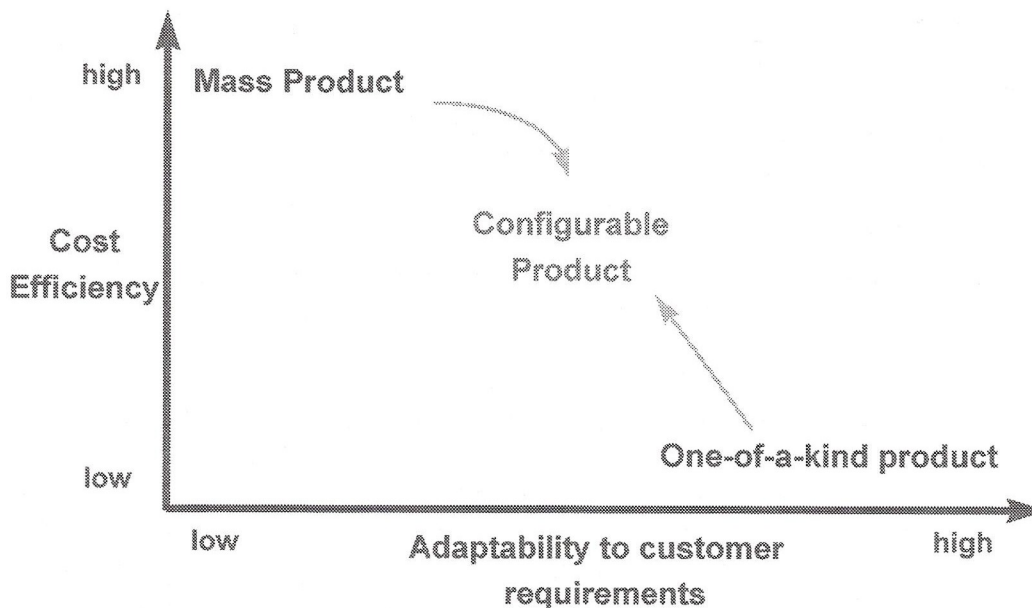 high
Mass Product
Configurable
Product
Cost
Efficiency
One-of-a-kind product
low
low
Adaptability to customer
requirements
high